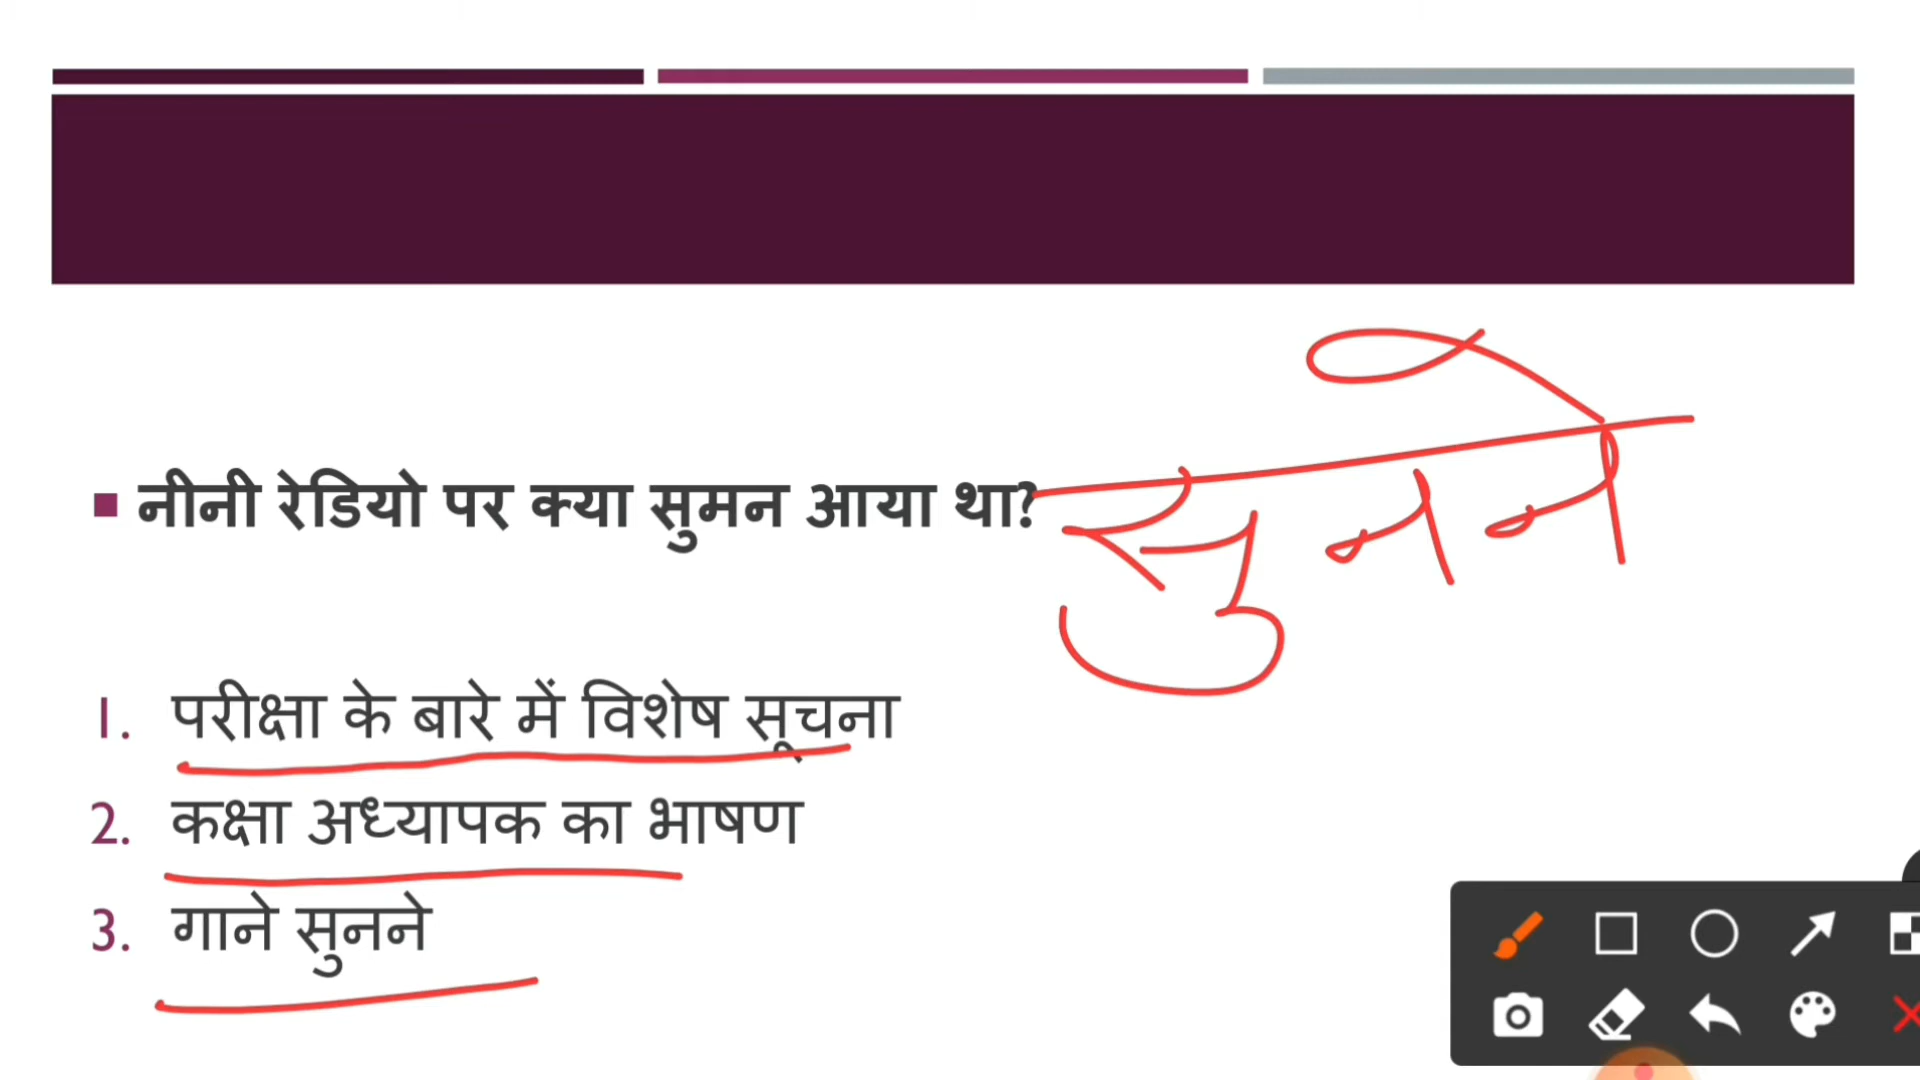 नीनी रेडियो पर क्या सुमन आया था?
सुनने
1. परीक्षा के बारे में विशेष सूचना
2. कक्षा अध्यापक का भाषण
3. गाने सुनने